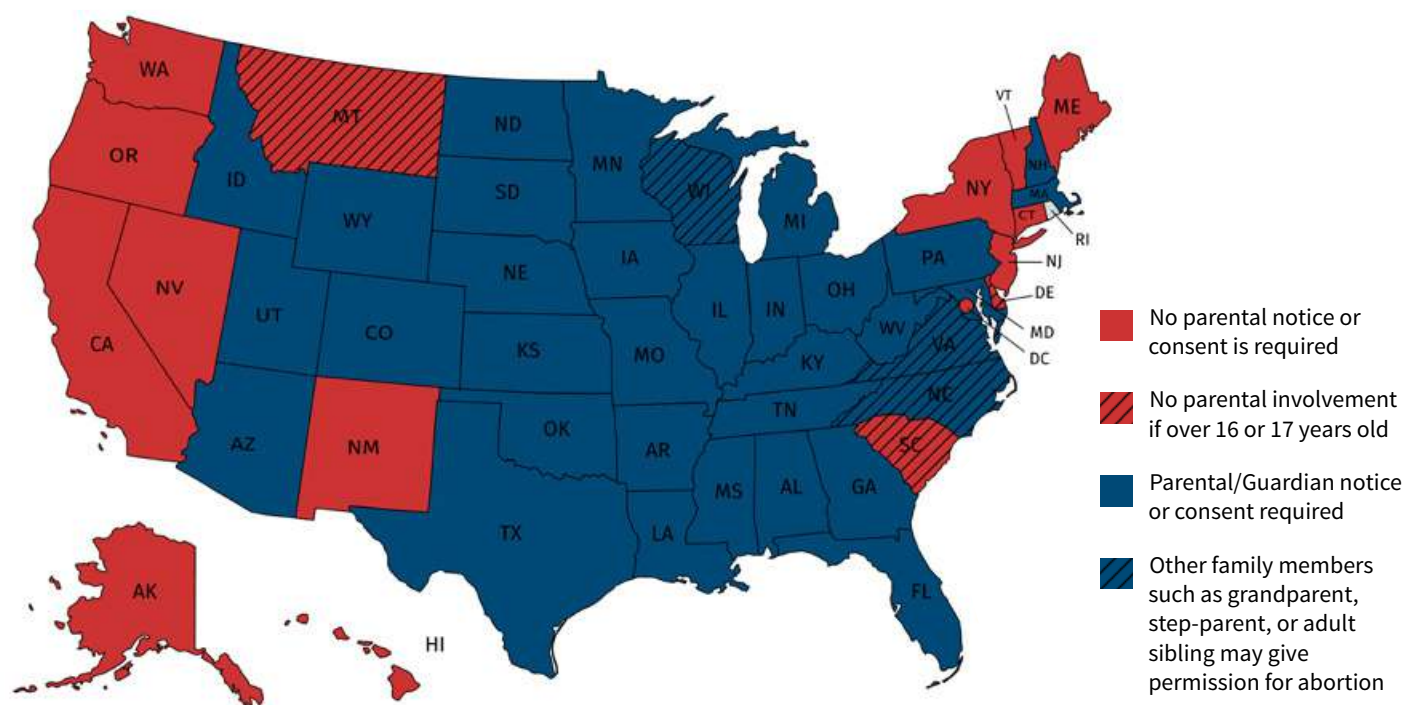 WA
OR
CA
NV
ID
MT
WY
UT
AZ
CO
NM
ND
SD
NE
KS
OK
TX
MN
IA
MO
AR
LA
WI
IL
MI
IN
OH
KY
TN
MS
AL
GA
FL
SC
NC
VA
WV
PA
NY
VT
NH
ME
MA
CT
RI
NJ
DE
MD
DC
AK
HI
No parental notice or
consent is required
No parental involvement
if over 16 or 17 years old
Parental/Guardian notice
or consent required
Other family members
such as grandparent,
step-parent, or adult
sibling may give
permission for abortion